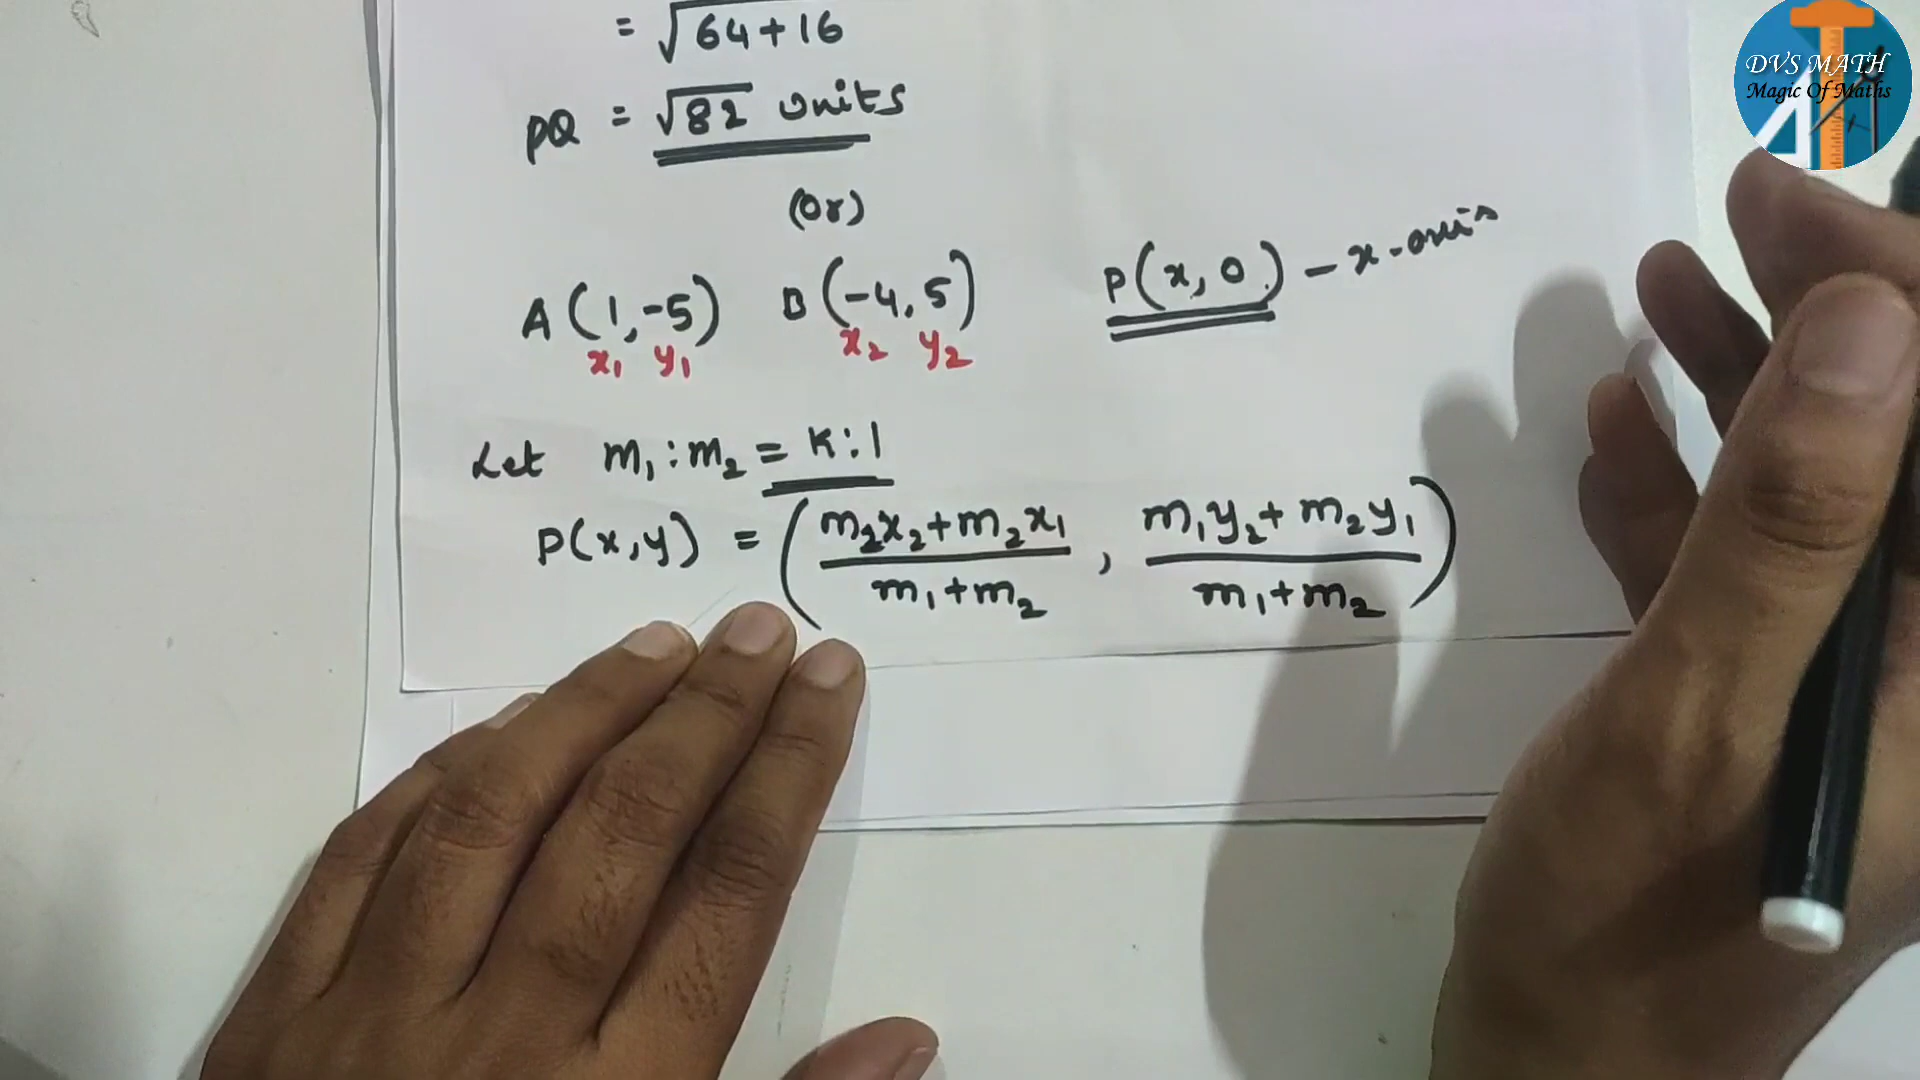 = √64+16
PQ = √82 units
(Or)
A (1,-5) B (-4,5) P(x,0) - x-axis
x₁ y₁ x₂ y₂
Let m₁:m₂ = K:1
P(x,y) = (m₂x₂+m₂x₁/m₁+m₂, m₁y₂+m₂y₁/m₁+m₂)
DVS MATH
Magic Of Maths